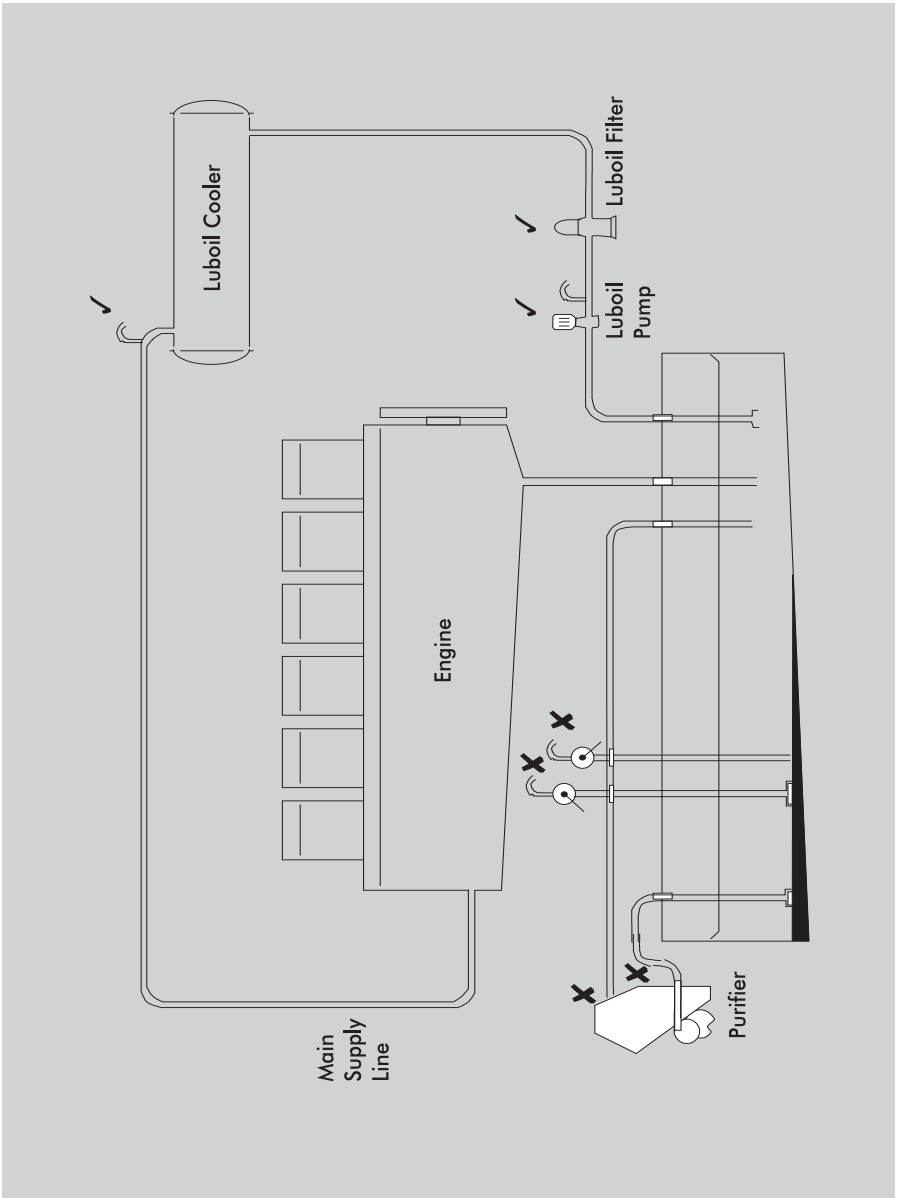 Luboil Cooler
Luboil Filter
Luboil
Pump
Engine
Main
Supply
Line
Purifier